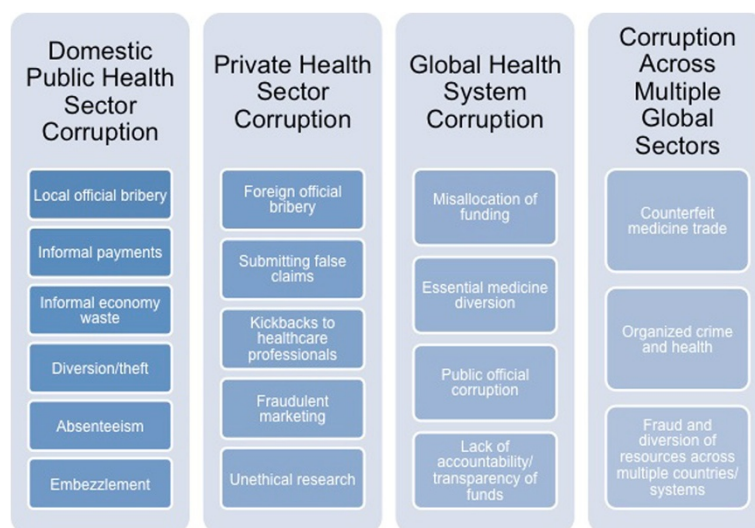 Domestic
Public Health
Sector
Corruption
Local official bribery
Informal payments
Informal economy
waste
Diversion/theft
Absenteeism
Embezzlement
Private Health
Sector
Corruption
Foreign official
bribery
Submitting false
claims
Kickbacks to
healthcare
professionals
Fraudulent
marketing
Unethical research
Global Health
System
Corruption
Misallocation of
funding
Essential medicine
diversion
Public official
corruption
Lack of
accountability/
transparency of
funds
Corruption
Across
Multiple
Global
Sectors
Counterfeit
medicine trade
Organized crime
and health
Fraud and
diversion of
resources across
multiple countries/
systems